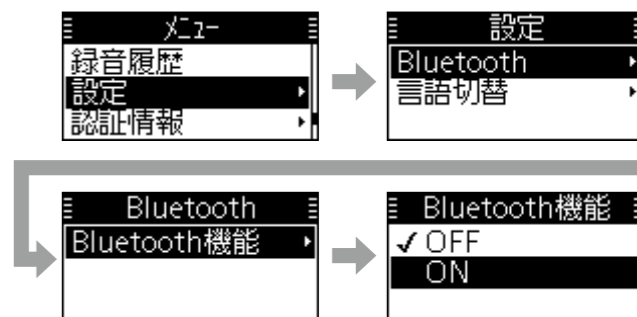 メニュー
録音履歴
設定
認証情報
設定
Bluetooth
言語切替
Bluetooth
Bluetooth機能
Bluetooth機能
✓ OFF
ON